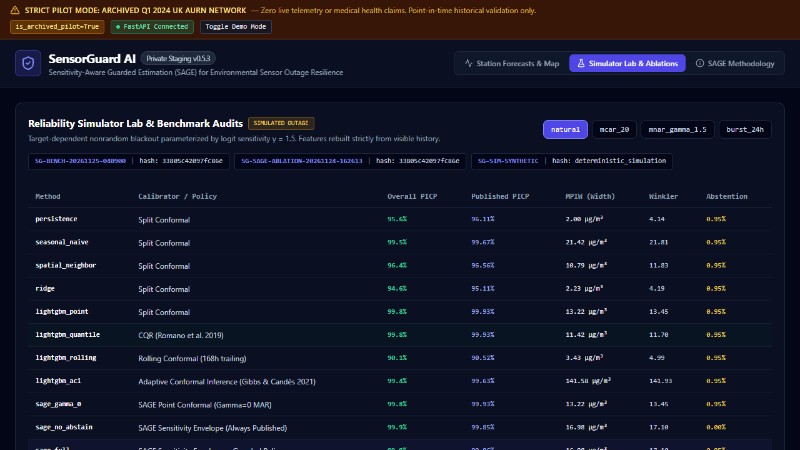 STRICT PILOT MODE: ARCHIVED Q1 2024 UK AURN NETWORK — Zero live telemetry or medical health claims. Point-in-time historical validation only.
is_archived_pilot=True ● FastAPI Connected Toggle Demo Mode
SensorGuard AI Private Staging v0.5.3
Sensitivity-Aware Guarded Estimation (SAGE) for Environmental Sensor Outage Resilience
Station Forecasts & Map Simulator Lab & Ablations SAGE Methodology
Reliability Simulator Lab & Benchmark Audits SIMULATED OUTAGE
Target-dependent nonrandom blackout parameterized by logit sensitivity γ = 1.5. Features rebuilt strictly from visible history.
natural mcar_20 mnar_gamma_1.5 burst_24h
SG-BENCH-20261125-040900 | hash: 33805c42097fc86e SG-SAGE-ABLATION-20261124-162613 | hash: 33805c42097fc86e SG-SIM-SYNTHETIC | hash: deterministic_simulation
Method Calibrator / Policy Overall PICP Published PICP MPIW (Width) Winkler Abstention
persistence Split Conformal 95.6% 96.11% 2.00 µg/m³ 4.14 0.95%
seasonal_naive Split Conformal 99.5% 99.67% 21.42 µg/m³ 21.81 0.95%
spatial_neighbor Split Conformal 96.4% 96.56% 10.79 µg/m³ 11.83 0.95%
ridge Split Conformal 94.6% 95.11% 2.23 µg/m³ 4.19 0.95%
lightgbm_point Split Conformal 99.8% 99.93% 13.22 µg/m³ 13.45 0.95%
lightgbm_quantile CQR (Romano et al. 2019) 99.8% 99.93% 11.42 µg/m³ 11.70 0.95%
lightgbm_rolling Rolling Conformal (168h trailing) 90.1% 90.52% 3.43 µg/m³ 4.99 0.95%
lightgbm_aci Adaptive Conformal Inference (Gibbs & Candès 2021) 99.4% 99.63% 141.58 µg/m³ 141.93 0.95%
sage_gamma_0 SAGE Point Conformal (Gamma=0 MAR) 99.8% 99.93% 13.22 µg/m³ 13.45 0.95%
sage_no_abstain SAGE Sensitivity Envelope (Always Published) 99.9% 99.85% 16.98 µg/m³ 17.10 0.00%